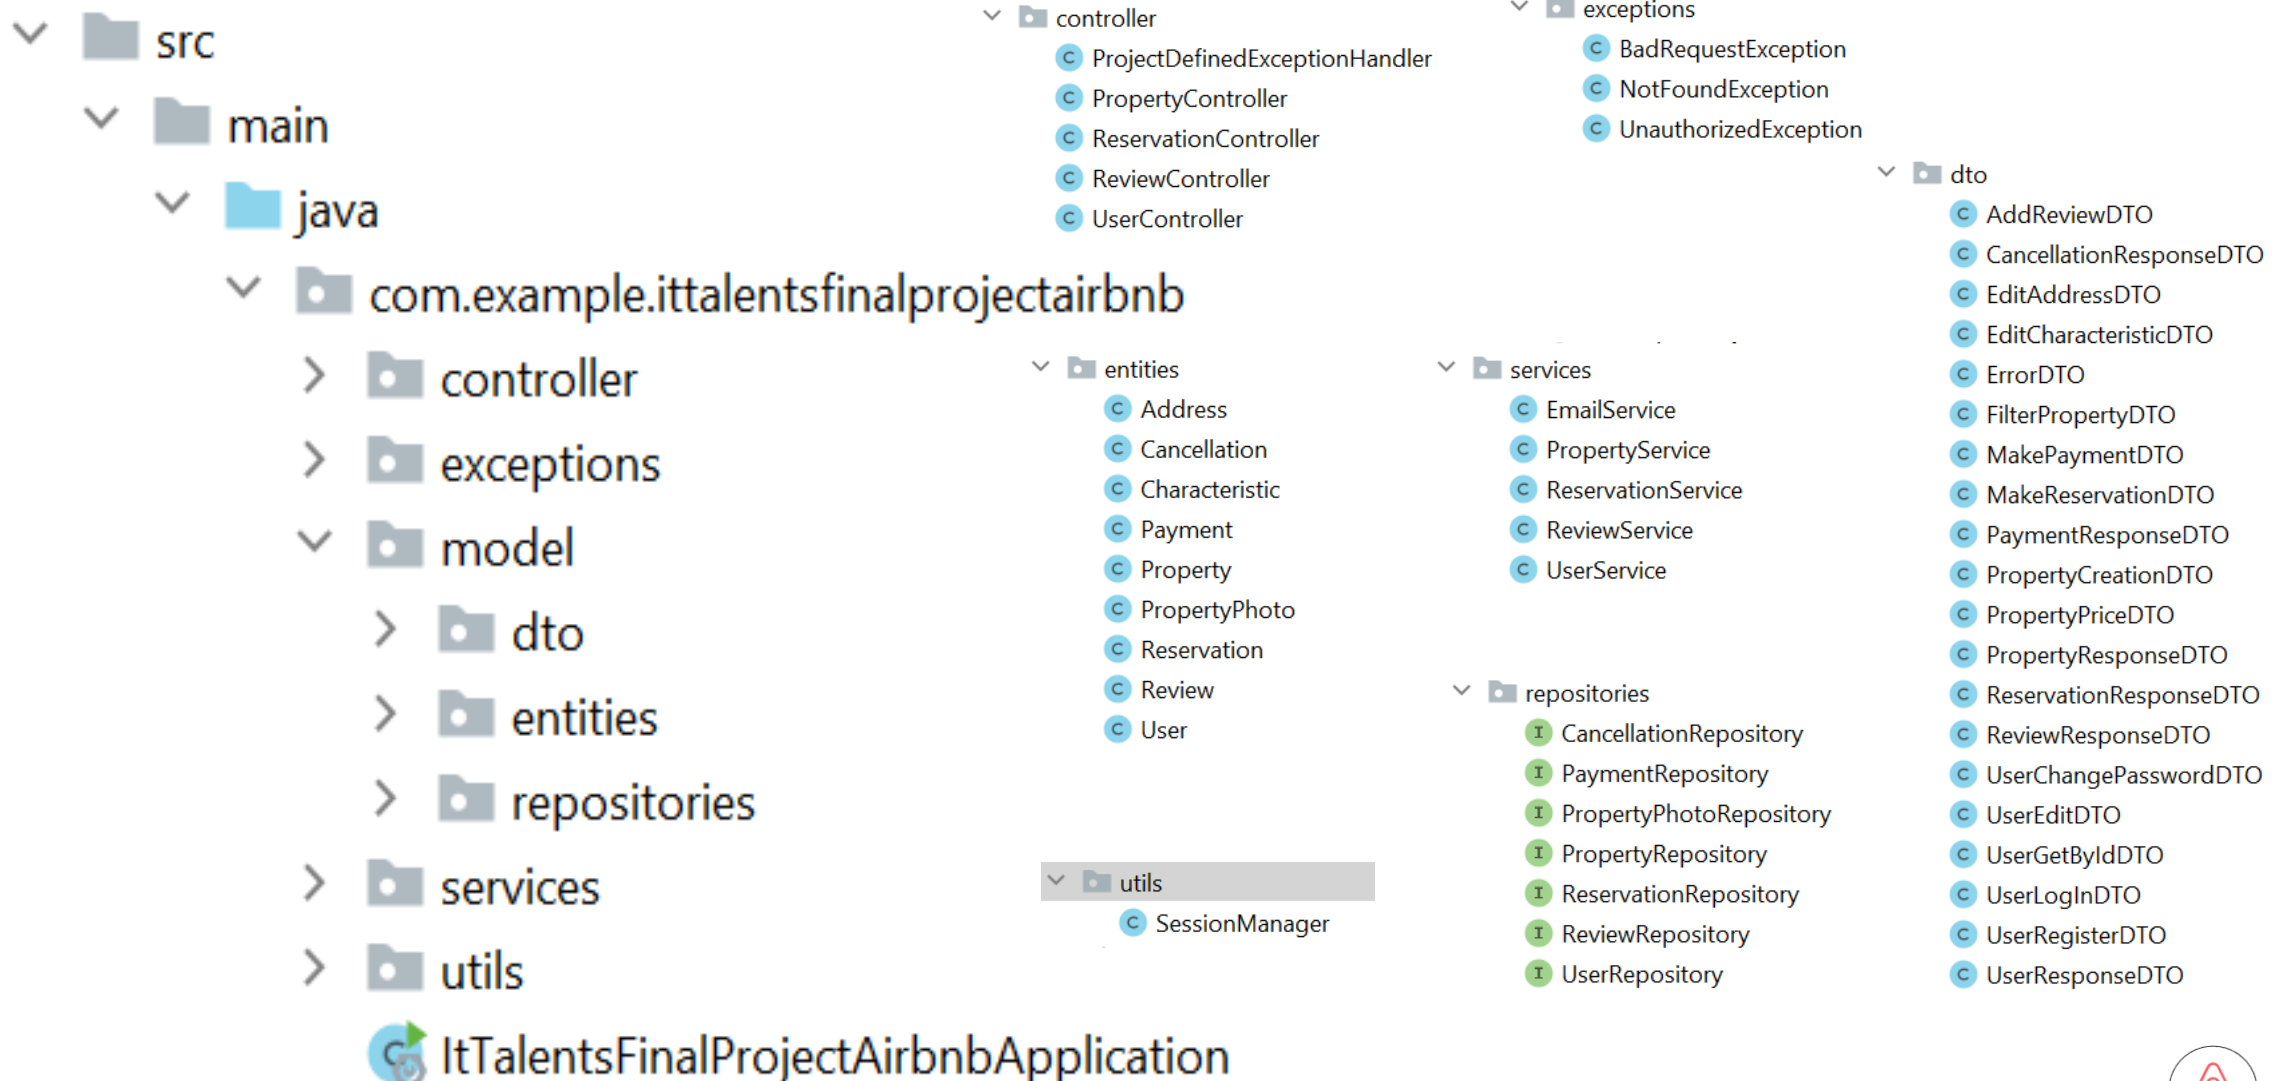 src
main
java
com.example.ittalentsfinalprojectairbnb
controller
exceptions
model
dto
entities
repositories
services
utils
ItTalentsFinalProjectAirbnbApplication
controller
ProjectDefinedExceptionHandler
PropertyController
ReservationController
ReviewController
UserController
exceptions
BadRequestException
NotFoundException
UnauthorizedException
entities
Address
Cancellation
Characteristic
Payment
Property
PropertyPhoto
Reservation
Review
User
services
EmailService
PropertyService
ReservationService
ReviewService
UserService
utils
SessionManager
repositories
CancellationRepository
PaymentRepository
PropertyPhotoRepository
PropertyRepository
ReservationRepository
ReviewRepository
UserRepository
dto
AddReviewDTO
CancellationResponseDTO
EditAddressDTO
EditCharacteristicDTO
ErrorDTO
FilterPropertyDTO
MakePaymentDTO
MakeReservationDTO
PaymentResponseDTO
PropertyCreationDTO
PropertyPriceDTO
PropertyResponseDTO
ReservationResponseDTO
ReviewResponseDTO
UserChangePasswordDTO
UserEditDTO
UserGetByIdDTO
UserLogInDTO
UserRegisterDTO
UserResponseDTO